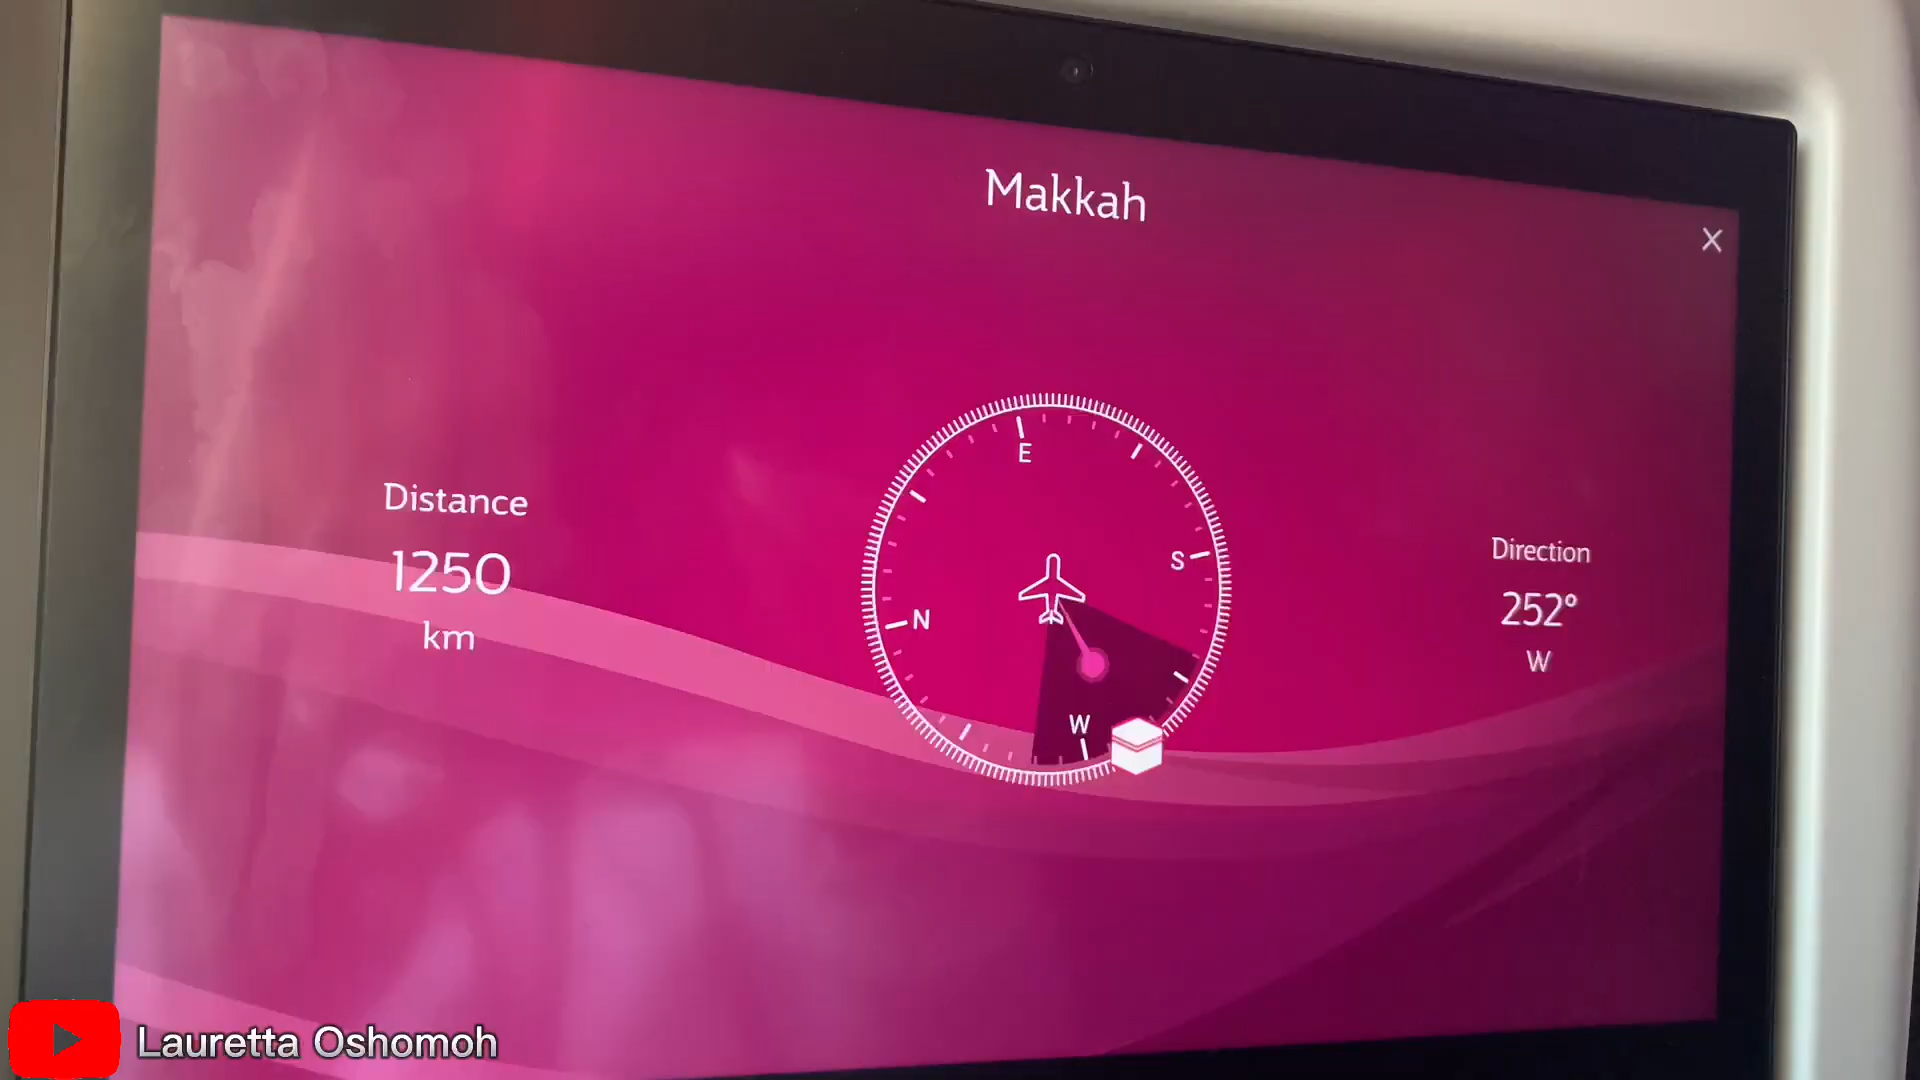 Makkah
X
Distance
1250
km
E
S
N
W
Direction
252°
W
Lauretta Oshomoh